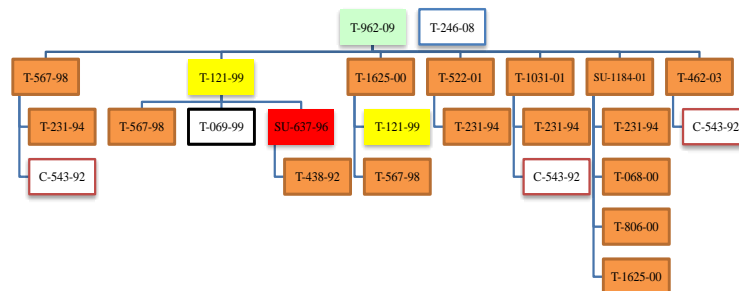 T-962-09
T-246-08
T-567-98
T-121-99
T-1625-00
T-522-01
T-1031-01
SU-1184-01
T-462-03
T-231-94
T-567-98
T-069-99
SU-637-96
T-121-99
T-231-94
T-231-94
T-231-94
C-543-92
C-543-92
T-438-92
T-567-98
C-543-92
T-068-00
T-806-00
T-1625-00